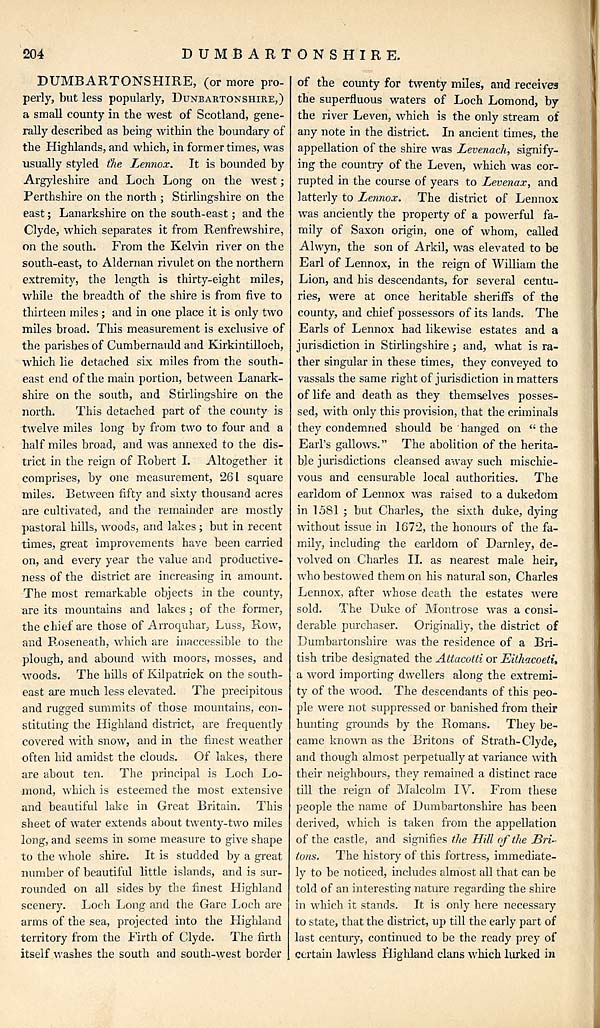 204
DUMBARTONSHIRE.
DUMBARTONSHIRE, (or more pro-
perly, but less popularly, DUNBARTONSHIRE,)
a small county in the west of Scotland, gene-
rally described as being within the boundary of
the Highlands, and which, in former times, was
usually styled the Lennox. It is bounded by
Argyleshire and Loch Long on the west;
Perthshire on the north; Stirlingshire on the
east; Lanarkshire on the south-east; and the
Clyde, which separates it from Renfrewshire,
on the south. From the Kelvin river on the
south-east, to Aldernan rivulet on the northern
extremity, the length is thirty-eight miles,
while the breadth of the shire is from five to
thirteen miles; and in one place it is only two
miles broad. This measurement is exclusive of
the parishes of Cumbernauld and Kirkintilloch,
which lie detached six miles from the south-
east end of the main portion, between Lanark-
shire on the south, and Stirlingshire on the
north. This detached part of the county is
twelve miles long by from two to four and a
half miles broad, and was annexed to the dis-
trict in the reign of Robert I. Altogether it
comprises, by one measurement, 261 square
miles. Between fifty and sixty thousand acres
are cultivated, and the remainder are mostly
pastoral hills, woods, and lakes; but in recent
times, great improvements have been carried
on, and every year the value and productive-
ness of the district are increasing in amount.
The most remarkable objects in the county,
are its mountains and lakes; of the former,
the chief are those of Arroquhar, Luss, Row,
and Roseneath, which are inaccessible to the
plough, and abound with moors, mosses, and
woods. The hills of Kilpatrick on the south-
east are much less elevated. The precipitous
and rugged summits of those mountains, con-
stituting the Highland district, are frequently
covered with snow, and in the finest weather
often hid amidst the clouds. Of lakes, there
are about ten. The principal is Loch Lo-
mond, which is esteemed the most extensive
and beautiful lake in Great Britain. This
sheet of water extends about twenty-two miles
long, and seems in some measure to give shape
to the whole shire. It is studded by a great
number of beautiful little islands, and is sur-
rounded on all sides by the finest Highland
scenery. Loch Long and the Gare Loch are
arms of the sea, projected into the Highland
territory from the Firth of Clyde. The firth
itself washes the south and south-west border
of the county for twenty miles, and receives
the superfluous waters of Loch Lomond, by
the river Leven, which is the only stream of
any note in the district. In ancient times, the
appellation of the shire was Levenach, signify-
ing the country of the Leven, which was cor-
rupted in the course of years to Levenax, and
latterly to Lennox. The district of Lennox
was anciently the property of a powerful fa-
mily of Saxon origin, one of whom, called
Alwyn, the son of Arkil, was elevated to be
Earl of Lennox, in the reign of William the
Lion, and his descendants, for several centu-
ries, were at once heritable sheriffs of the
county, and chief possessors of its lands. The
Earls of Lennox had likewise estates and a
jurisdiction in Stirlingshire; and, what is ra-
ther singular in these times, they conveyed to
vassals the same right of jurisdiction in matters
of life and death as they themselves posses-
sed, with only this provision, that the criminals
they condemned should be hanged on "the
Earl's gallows." The abolition of the herita-
ble jurisdictions cleansed away such mischie-
vous and censurable local authorities. The
earldom of Lennox was raised to a dukedom
in 1581; but Charles, the sixth duke, dying
without issue in 1672, the honours of the fa-
mily, including the earldom of Darnley, de-
volved on Charles II. as nearest male heir,
who bestowed them on his natural son, Charles
Lennox, after whose death the estates were
sold. The Duke of Montrose was a consi-
derable purchaser. Originally, the district of
Dumbartonshire was the residence of a Bri-
tish tribe designated the Attacotti or Eithacoeti,
a word importing dwellers along the extremi-
ty of the wood. The descendants of this peo-
ple were not suppressed or banished from their
hunting grounds by the Romans. They be-
came known as the Britons of Strath-Clyde,
and though almost perpetually at variance with
their neighbours, they remained a distinct race
till the reign of Malcolm IV. From these
people the name of Dumbartonshire has been
derived, which is taken from the appellation
of the castle, and signifies the Hill of the Bri-
tons. The history of this fortress, immediate-
ly to be noticed, includes almost all that can be
told of an interesting nature regarding the shire
in which it stands. It is only here necessary
to state, that the district, up till the early part of
last century, continued to be the ready prey of
certain lawless Highland clans which lurked in